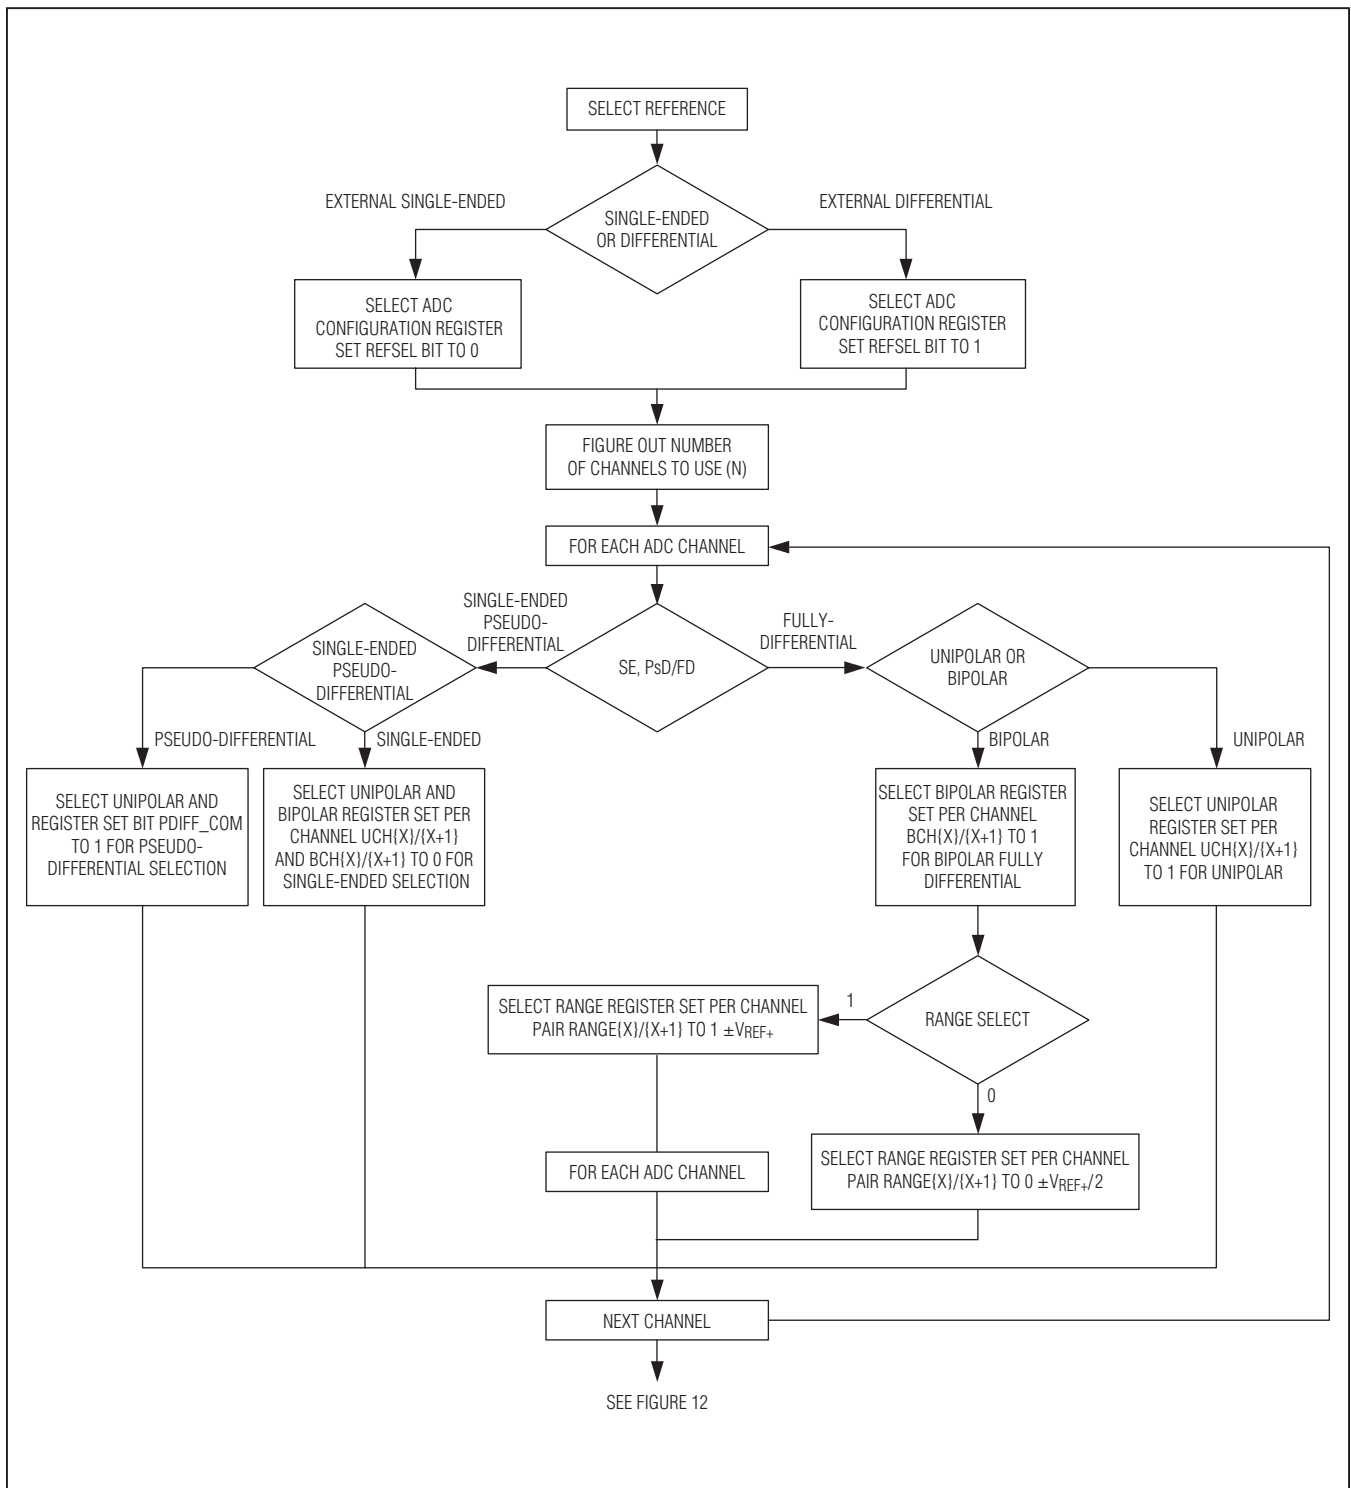 SELECT REFERENCE
EXTERNAL SINGLE-ENDED
EXTERNAL DIFFERENTIAL
SINGLE-ENDED
OR DIFFERENTIAL
SELECT ADC
CONFIGURATION REGISTER
SET REFSEL BIT TO 0
SELECT ADC
CONFIGURATION REGISTER
SET REFSEL BIT TO 1
FIGURE OUT NUMBER
OF CHANNELS TO USE (N)
FOR EACH ADC CHANNEL
SINGLE-ENDED
PSEUDO-
DIFFERENTIAL
FULLY-
DIFFERENTIAL
SINGLE-ENDED
PSEUDO-
DIFFERENTIAL
SE, PsD/FD
UNIPOLAR OR
BIPOLAR
PSEUDO-DIFFERENTIAL
SINGLE-ENDED
BIPOLAR
UNIPOLAR
SELECT UNIPOLAR AND
REGISTER SET BIT PDIFF_COM
TO 1 FOR PSEUDO-
DIFFERENTIAL SELECTION
SELECT UNIPOLAR AND
BIPOLAR REGISTER SET PER
CHANNEL UCH{X}/{X+1}
AND BCH{X}/{X+1} TO 0 FOR
SINGLE-ENDED SELECTION
SELECT BIPOLAR REGISTER
SET PER CHANNEL
BCH{X}/{X+1} TO 1
FOR BIPOLAR FULLY
DIFFERENTIAL
SELECT UNIPOLAR
REGISTER SET PER
CHANNEL UCH{X}/{X+1}
TO 1 FOR UNIPOLAR
SELECT RANGE REGISTER SET PER CHANNEL
PAIR RANGE{X}/{X+1} TO 1 ±VREF+
1
RANGE SELECT
0
FOR EACH ADC CHANNEL
SELECT RANGE REGISTER SET PER CHANNEL
PAIR RANGE{X}/{X+1} TO 0 ±VREF+/2
NEXT CHANNEL
SEE FIGURE 12